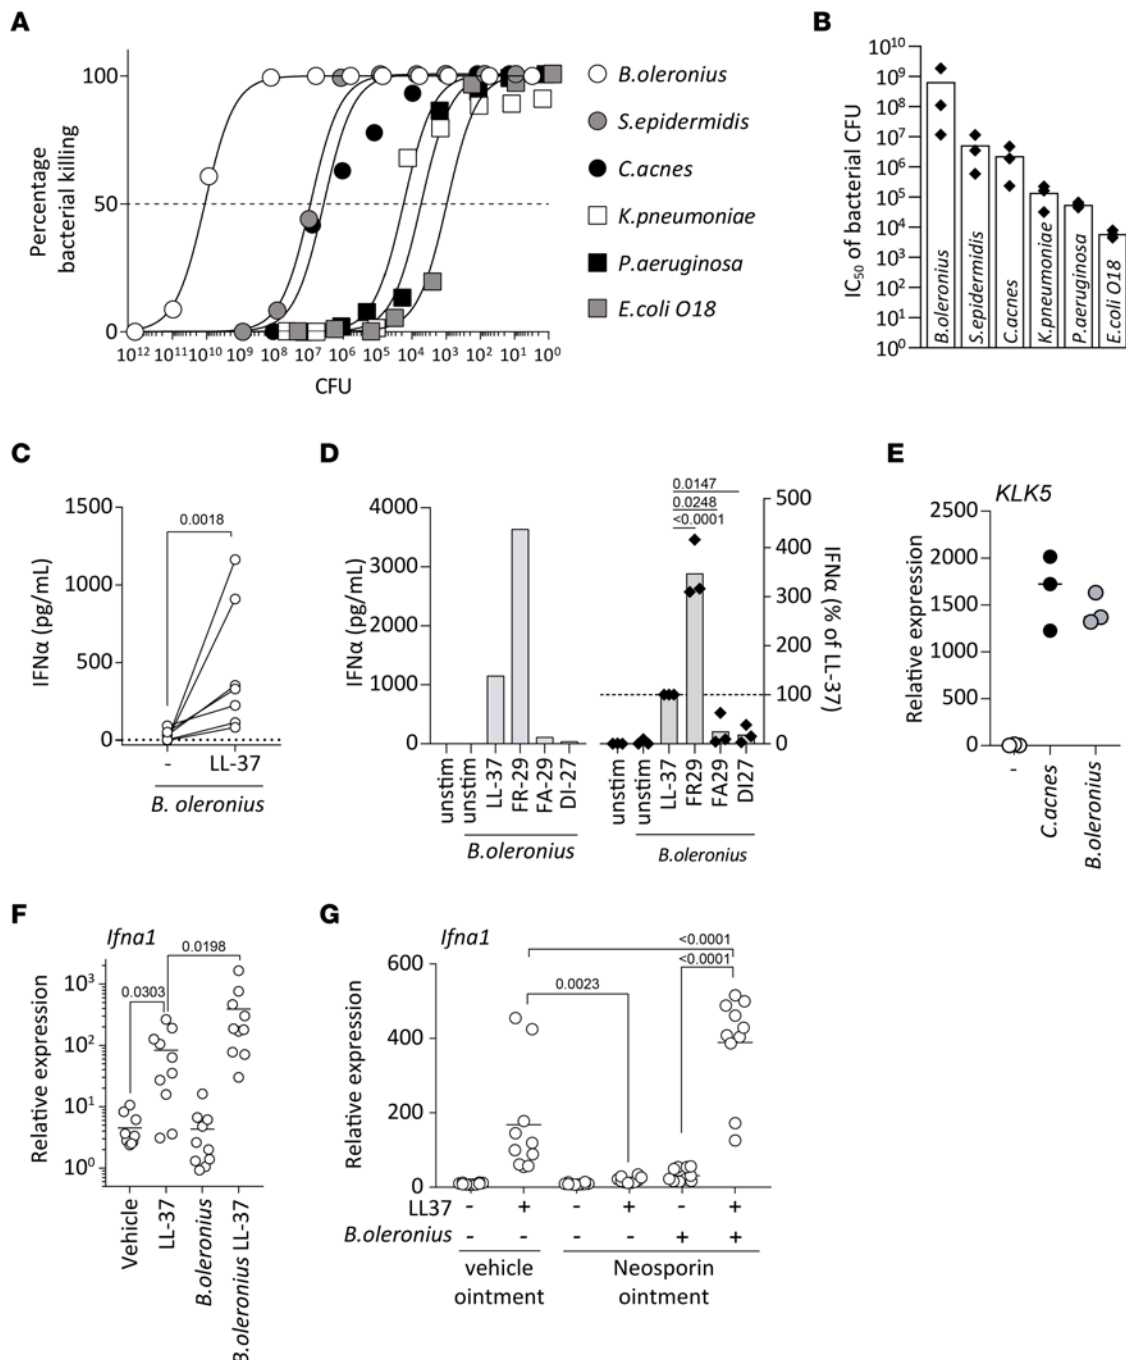 A
Percentage
bacterial killing
100
50
0
10¹² 10¹¹ 10¹⁰ 10⁹ 10⁸ 10⁷ 10⁶ 10⁵ 10⁴ 10³ 10² 10¹ 10⁰
CFU
B.oleronius
S.epidermidis
C.acnes
K.pneumoniae
P.aeruginosa
E.coli O18
B
IC₅₀ of bacterial CFU
10¹⁰
10⁹
10⁸
10⁷
10⁶
10⁵
10⁴
10³
10²
10¹
10⁰
B.oleronius
S.epidermidis
C.acnes
K.pneumoniae
P.aeruginosa
E.coli O18
C
IFNα (pg/mL)
1500
1000
500
0
0.0018
- LL-37
B. oleronius
D
IFNα (pg/mL)
4000
3000
2000
1000
0
unstim
unstim
LL-37
FR-29
FA-29
DI-27
B.oleronius
0.0147
0.0248
<0.0001
500
400
300
200
100
0
IFNα (% of LL-37)
unstim
unstim
LL-37
FR29
FA29
DI27
B.oleronius
E
KLK5
Relative expression
2500
2000
1500
1000
500
0
-
C.acnes
B.oleronius
F
Ifna1
Relative expression
10³
10²
10¹
10⁰
0.0303
0.0198
Vehicle
LL-37
B.oleronius
B.oleronius LL-37
G
Ifna1
Relative expression
600
400
200
0
<0.0001
<0.0001
0.0023
LL37 - + - + - +
B.oleronius - - - - + +
vehicle
ointment
Neosporin
ointment